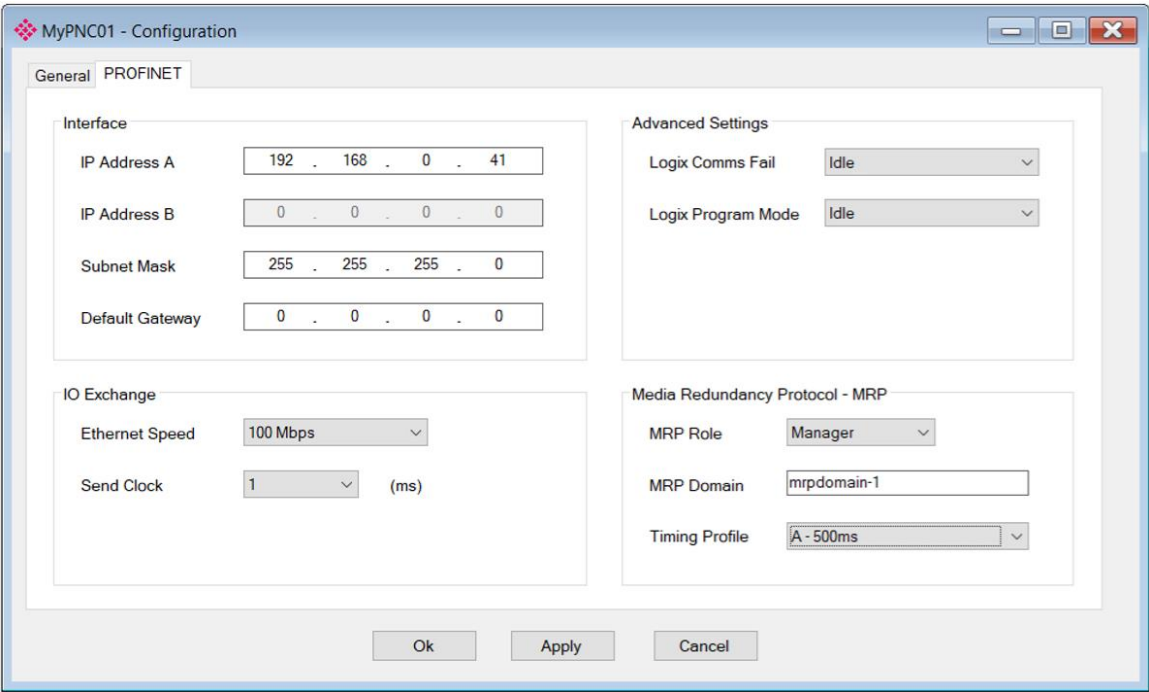 MyPNC01 - Configuration
General PROFINET
Interface
IP Address A 192 . 168 . 0 . 41
IP Address B 0 . 0 . 0 . 0
Subnet Mask 255 . 255 . 255 . 0
Default Gateway 0 . 0 . 0 . 0
Advanced Settings
Logix Comms Fail Idle
Logix Program Mode Idle
IO Exchange
Ethernet Speed 100 Mbps
Send Clock 1 (ms)
Media Redundancy Protocol - MRP
MRP Role Manager
MRP Domain mrpdomain-1
Timing Profile A - 500ms
Ok Apply Cancel